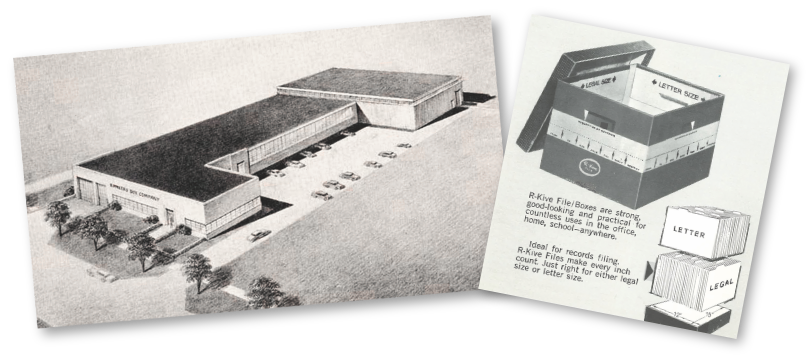 BANKERS BOX COMPANY
LEGAL SIZE
LETTER SIZE
R-Kive File/Boxes are strong,
good-looking and practical for
countless uses in the office,
home, school—anywhere.
Ideal for records filing.
R-Kive Files make every inch
count. Just right for either legal
size or letter size.
LETTER
LEGAL
12"
15"